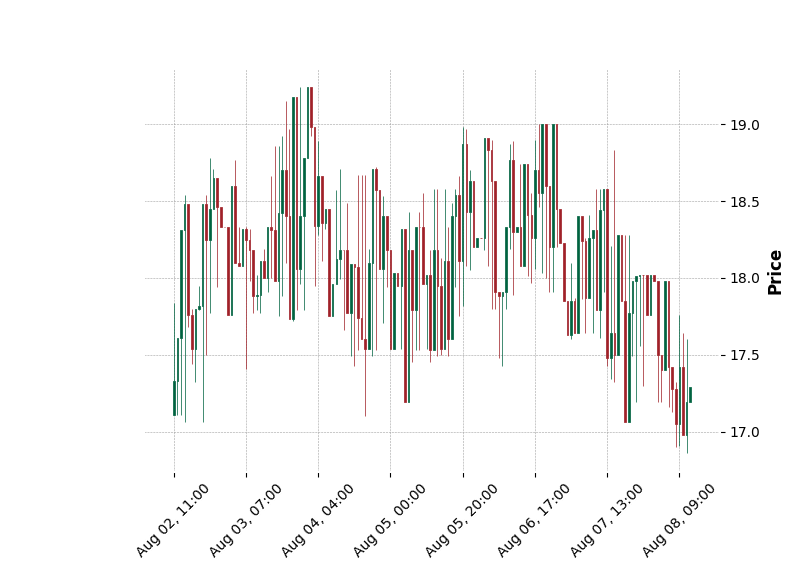 19.0
18.5
18.0
17.5
17.0
Price
Aug 02, 11:00
Aug 03, 07:00
Aug 04, 04:00
Aug 05, 00:00
Aug 05, 20:00
Aug 06, 17:00
Aug 07, 13:00
Aug 08, 09:00